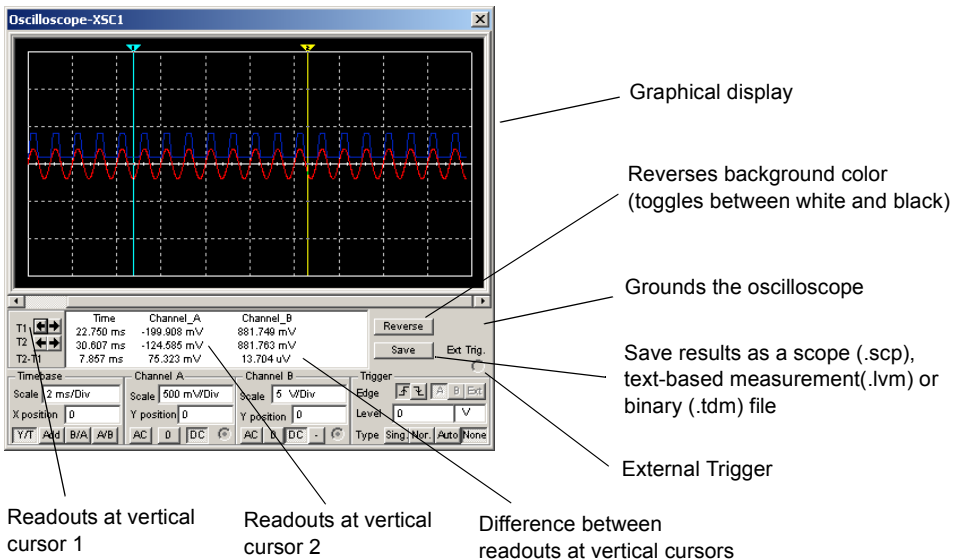 Oscilloscope-XSC1
1
2
Graphical display
Reverses background color
(toggles between white and black)
Grounds the oscilloscope
Time Channel_A Channel_B
T1 22.750 ms -199.908 mV 881.749 mV
T2 30.607 ms -124.585 mV 881.763 mV
T2-T1 7.857 ms 75.323 mV 13.704 uV
Reverse
Save
Ext Trig.
Save results as a scope (.scp),
text-based measurement(.lvm) or
binary (.tdm) file
Timebase Channel A Channel B Trigger
Scale 2 ms/Div Scale 500 mV/Div Scale 5 V/Div Edge A B Ext
X position 0 Y position 0 Y position 0 Level 0 V
Y/T Add B/A A/B AC 0 DC AC 0 DC - Type Sing. Nor. Auto None
External Trigger
Readouts at vertical
cursor 1
Readouts at vertical
cursor 2
Difference between
readouts at vertical cursors